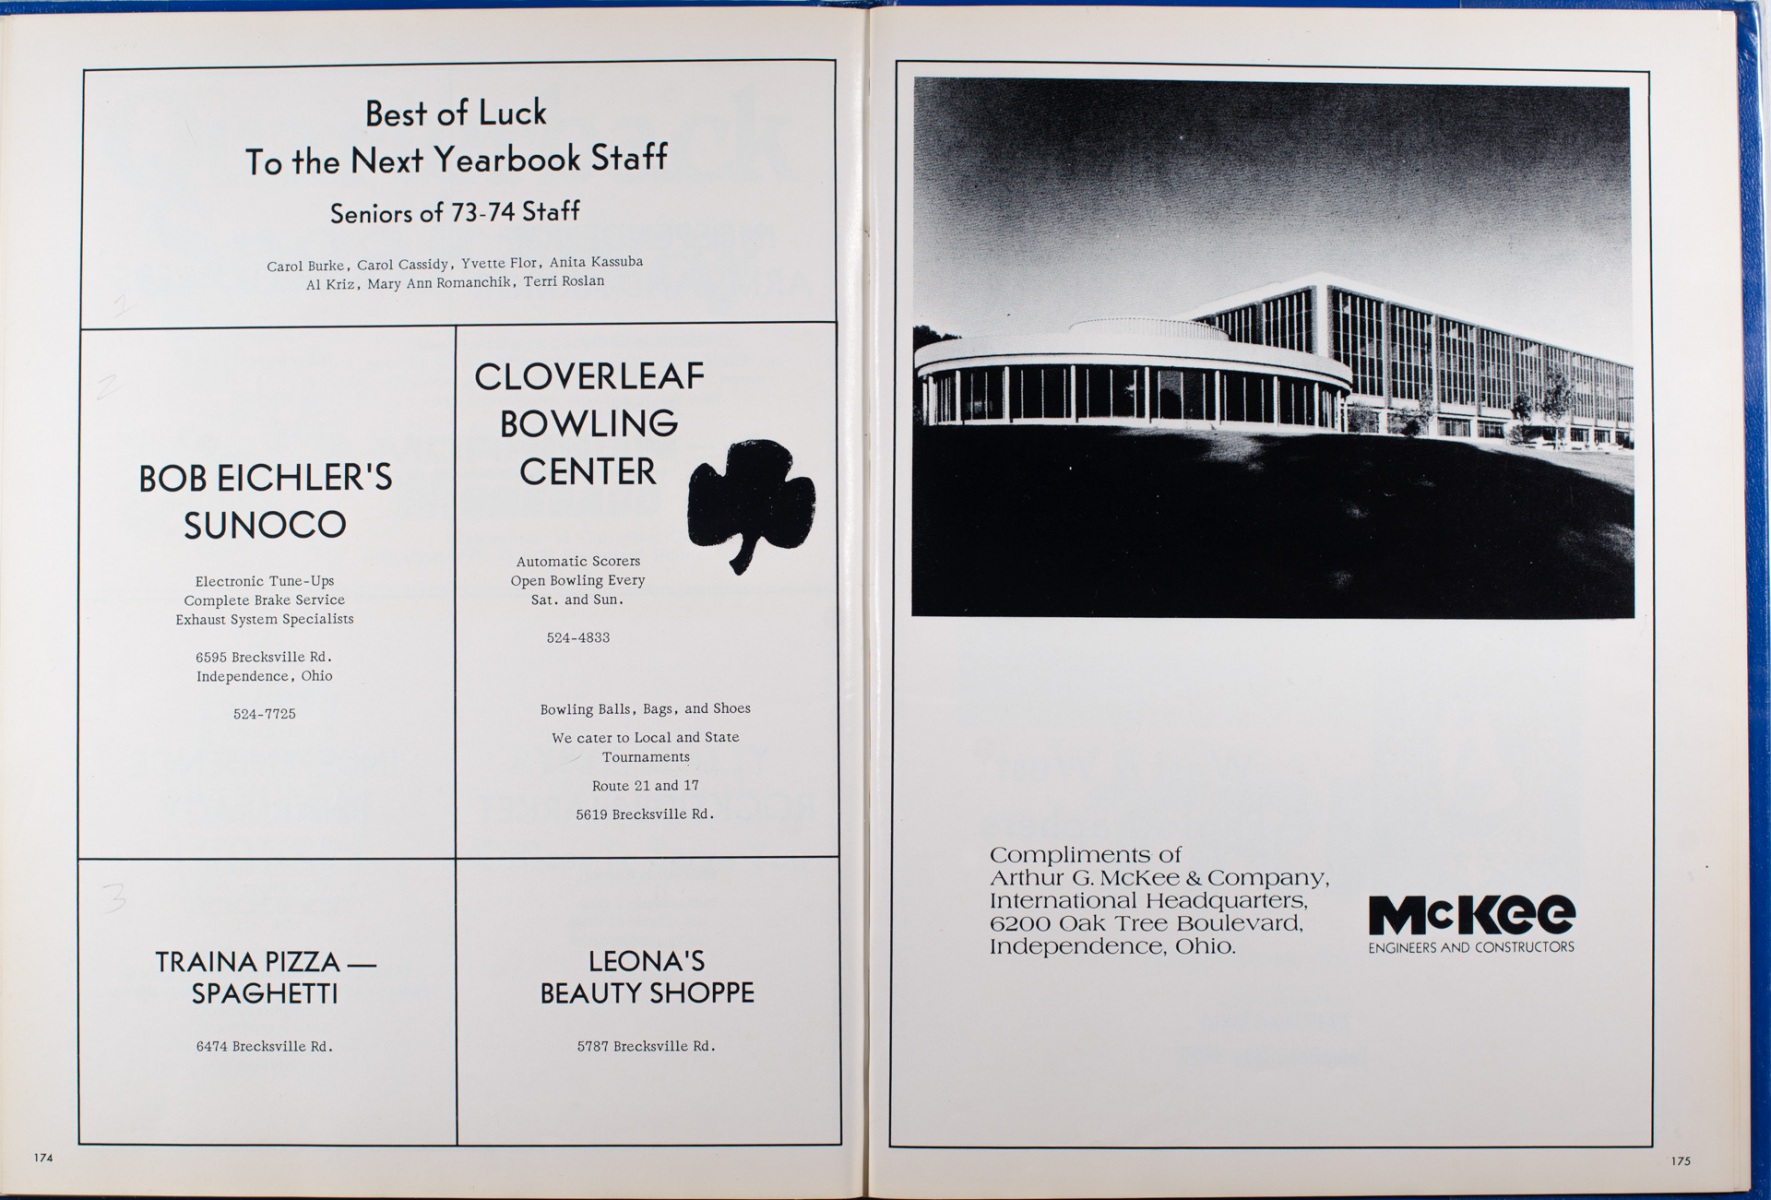 Best of Luck
To the Next Yearbook Staff
Seniors of 73-74 Staff
Carol Burke, Carol Cassidy, Yvette Flor, Anita Kassuba
Al Kriz, Mary Ann Romanchik, Terri Roslan
1
2
BOB EICHLER'S
SUNOCO
Electronic Tune-Ups
Complete Brake Service
Exhaust System Specialists
6595 Brecksville Rd.
Independence, Ohio
524-7725
CLOVERLEAF
BOWLING
CENTER
Automatic Scorers
Open Bowling Every
Sat. and Sun.
524-4833
Bowling Balls, Bags, and Shoes
We cater to Local and State
Tournaments
Route 21 and 17
5619 Brecksville Rd.
3
TRAINA PIZZA —
SPAGHETTI
6474 Brecksville Rd.
LEONA'S
BEAUTY SHOPPE
5787 Brecksville Rd.
174
Compliments of
Arthur G. McKee & Company,
International Headquarters,
6200 Oak Tree Boulevard,
Independence, Ohio.
McKee
ENGINEERS AND CONSTRUCTORS
175